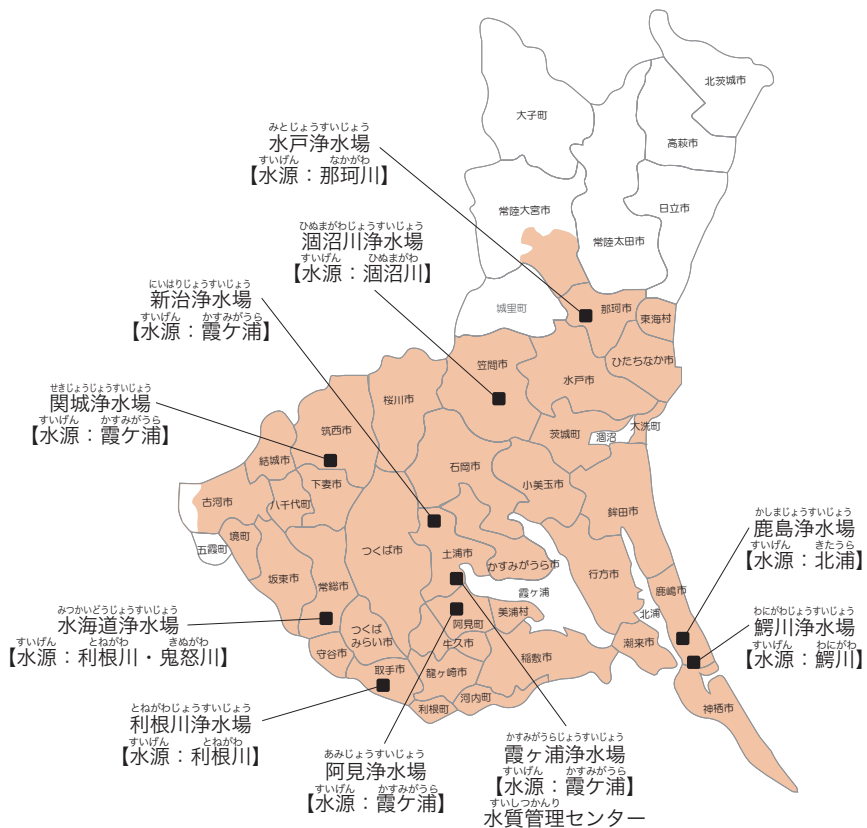 北茨城市
大子町
高萩市
みとじょうすいじょう
水戸浄水場
すいげん なかがわ
【水源：那珂川】
常陸大宮市
日立市
常陸太田市
ひぬまがわじょうすいじょう
涸沼川浄水場
すいげん ひぬまがわ
【水源：涸沼川】
にいはりじょうすいじょう
新治浄水場
すいげん かすみがうら
【水源：霞ケ浦】
城里町
那珂市
東海村
ひたちなか市
笠間市
水戸市
せきじょうじょうすいじょう
関城浄水場
すいげん かすみがうら
【水源：霞ケ浦】
桜川市
筑西市
大洗町
茨城町
涸沼
結城市
石岡市
小美玉市
下妻市
古河市
八千代町
鉾田市
境町
五霞町
つくば市
土浦市
かすみがうら市
かしまじょうすいじょう
鹿島浄水場
すいげん きたうら
【水源：北浦】
坂東市
常総市
行方市
鹿嶋市
霞ヶ浦
美浦村
北浦
みつかいどうじょうすいじょう
水海道浄水場
すいげん とねがわ きぬがわ
【水源：利根川・鬼怒川】
つくば
みらい市
阿見町
牛久市
潮来市
わにがわじょうすいじょう
鰐川浄水場
すいげん わにがわ
【水源：鰐川】
守谷市
取手市
龍ヶ崎市
稲敷市
河内町
利根町
神栖市
とねがわじょうすいじょう
利根川浄水場
すいげん とねがわ
【水源：利根川】
あみじょうすいじょう
阿見浄水場
すいげん かすみがうら
【水源：霞ケ浦】
かすみがうらじょうすいじょう
霞ヶ浦浄水場
すいげん かすみがうら
【水源：霞ケ浦】
すいしつかんり
水質管理センター